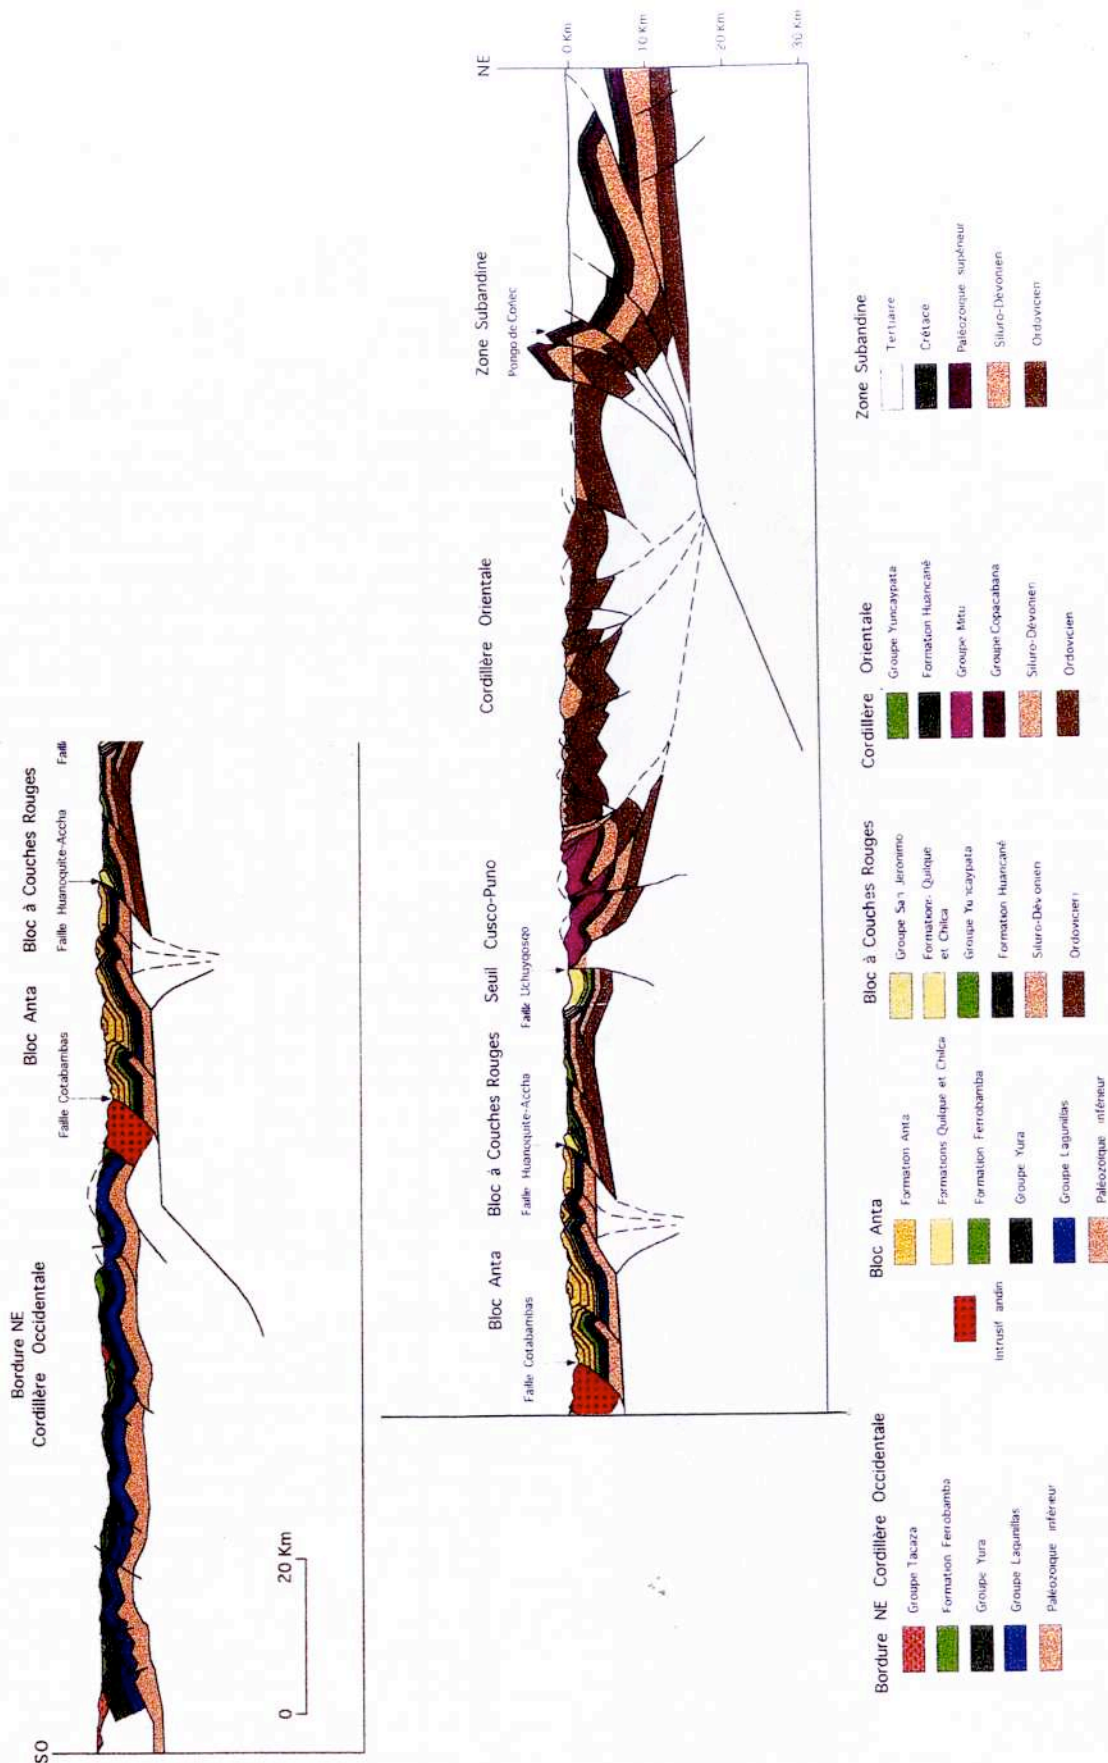 SO
Bordure NE
Cordillère Occidentale
Bloc Anta
Bloc à Couches Rouges
Faille Cotabambas
Faille Huanoquite-Accha
Faill
0
20 Km
Bloc Anta
Bloc à Couches Rouges
Seuil Cusco-Puno
Cordillère Orientale
Zone Subandine
NE
Faille Cotabambas
Faille Huanoquite-Accha
Faille Uchuyqosqo
Pongo de Coñec
0 Km
10 Km
20 Km
30 Km
Bordure NE Cordillère Occidentale
Groupe Tacaza
Formation Ferrobamba
Groupe Yura
Groupe Lagunillas
Paléozoique inférieur
Intrusif andin
Bloc Anta
Formation Anta
Formations Quilque et Chilca
Formation Ferrobamba
Groupe Yura
Groupe Lagunillas
Paléozoique inférieur
Bloc à Couches Rouges
Groupe San Jeronimo
Formations Quilque
et Chilca
Groupe Yuncaypata
Formation Huancané
Siluro-Dévonien
Ordovicien
Cordillère Orientale
Groupe Yuncaypata
Formation Huancané
Groupe Mitu
Groupe Copacabana
Siluro-Dévonien
Ordovicien
Zone Subandine
Tertiaire
Crétacé
Paléozoique supérieur
Siluro-Dévonien
Ordovicien